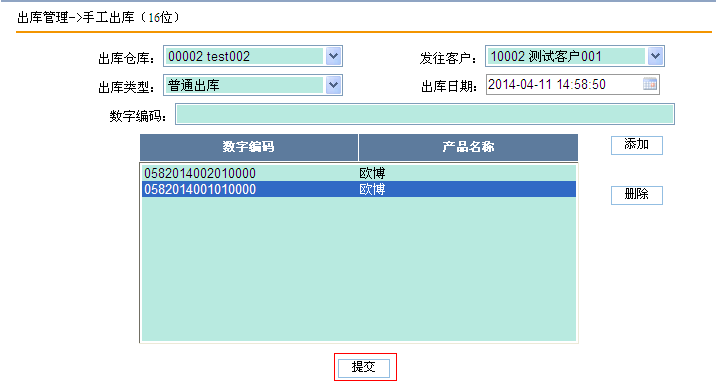 出库管理->手工出库（16位）
出库仓库： 00002 test002 发往客户： 10002 测试客户001
出库类型： 普通出库 出库日期： 2014-04-11 14:58:50
数字编码：
数字编码 产品名称 添加
0582014002010000 欧博
0582014001010000 欧博
删除
提交